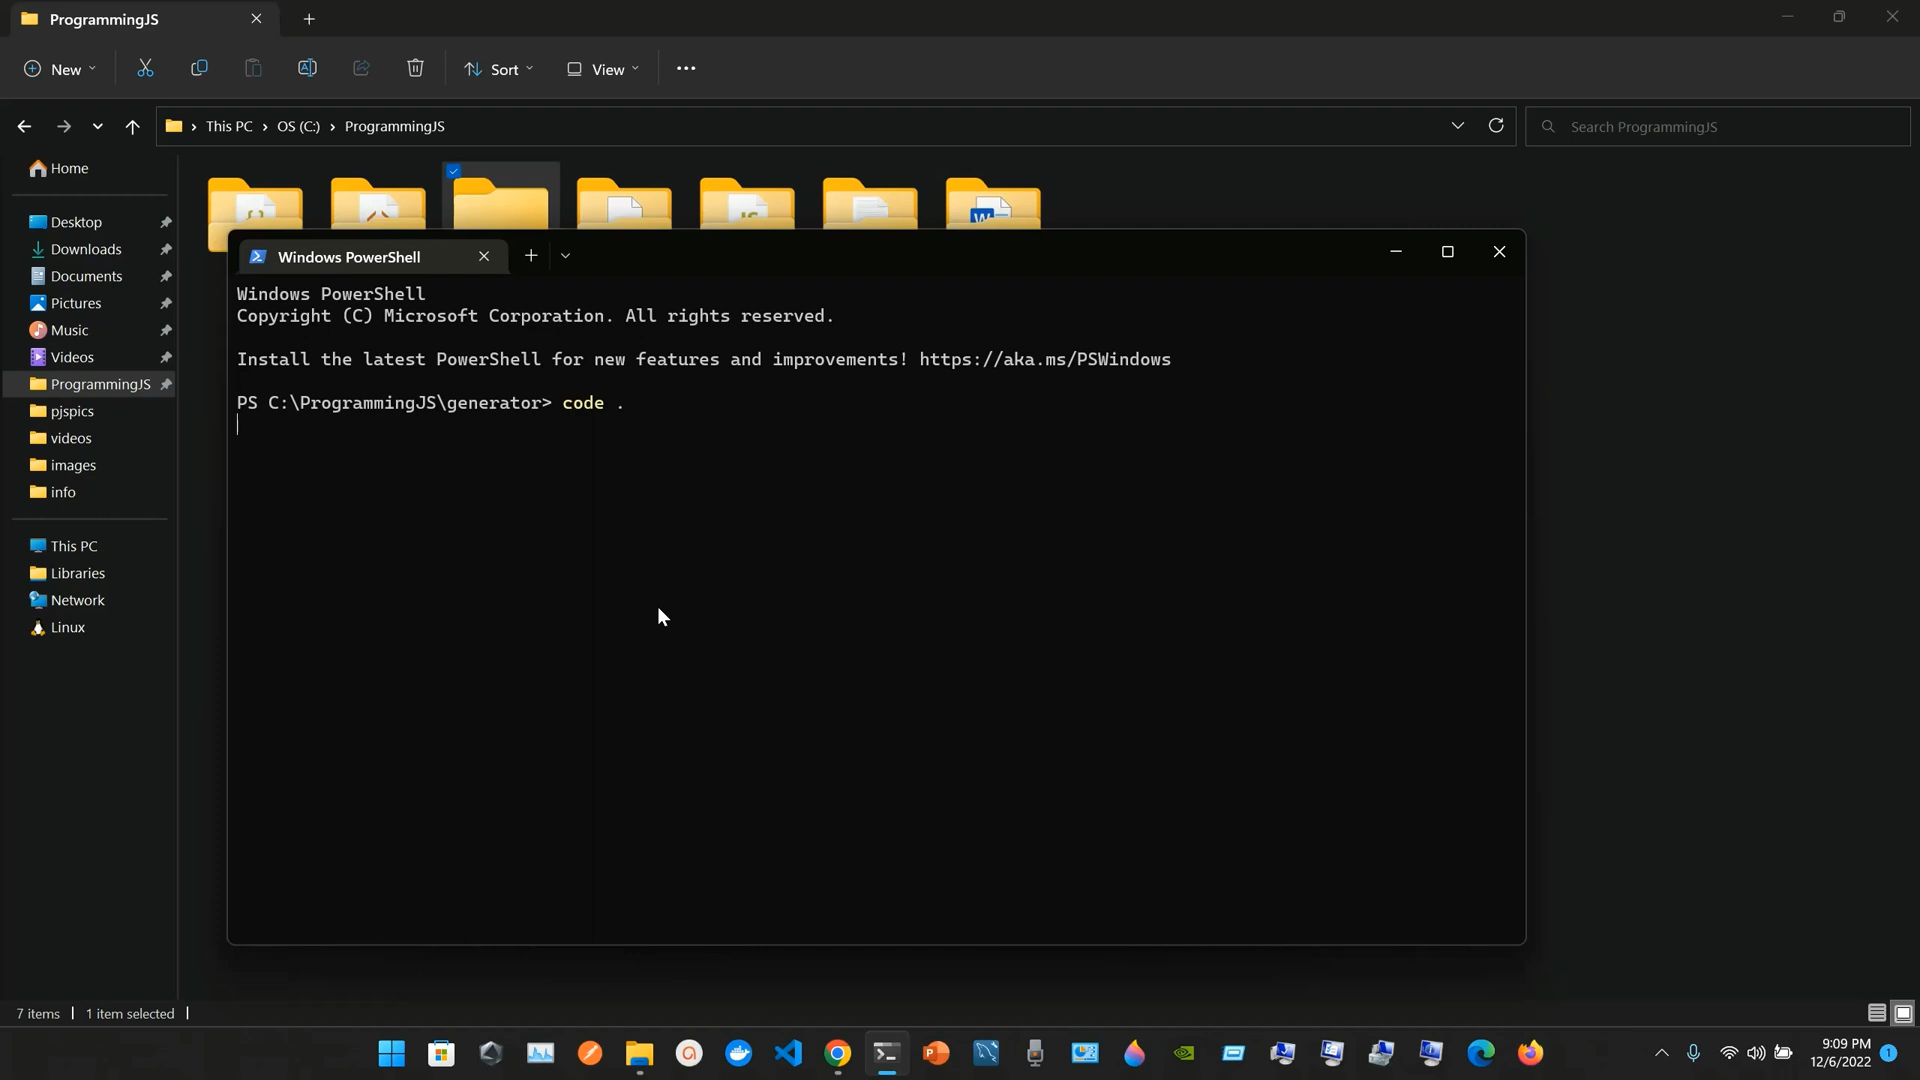 ProgrammingJS
New
Sort
View
This PC
OS (C:)
ProgrammingJS
Search ProgrammingJS
Home
Desktop
Downloads
Documents
Pictures
Music
Videos
ProgrammingJS
pjspics
videos
images
info
This PC
Libraries
Network
Linux
{}
<>
JS
W
Windows PowerShell
Windows PowerShell
Copyright (C) Microsoft Corporation. All rights reserved.
Install the latest PowerShell for new features and improvements! https://aka.ms/PSWindows
PS C:\ProgrammingJS\generator> code .
7 items
1 item selected
9:09 PM
12/6/2022
1